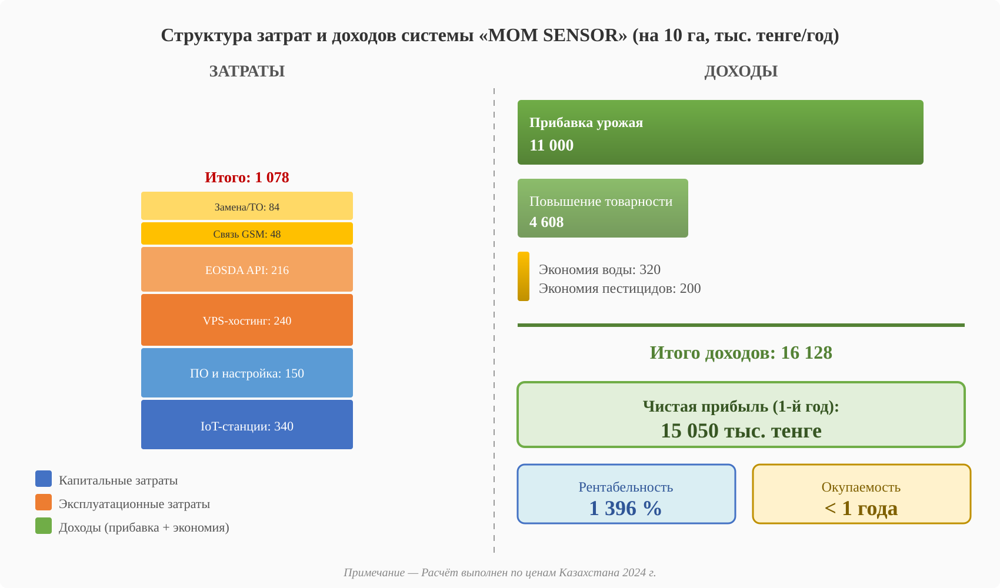 Структура затрат и доходов системы «MOM SENSOR» (на 10 га, тыс. тенге/год)
ЗАТРАТЫ
Итого: 1 078
Замена/ТО: 84
Связь GSM: 48
EOSDA API: 216
VPS-хостинг: 240
ПО и настройка: 150
IoT-станции: 340
Капитальные затраты
Эксплуатационные затраты
Доходы (прибавка + экономия)
ДОХОДЫ
Прибавка урожая
11 000
Повышение товарности
4 608
Экономия воды: 320
Экономия пестицидов: 200
Итого доходов: 16 128
Чистая прибыль (1-й год):
15 050 тыс. тенге
Рентабельность
1 396 %
Окупаемость
< 1 года
Примечание — Расчёт выполнен по ценам Казахстана 2024 г.